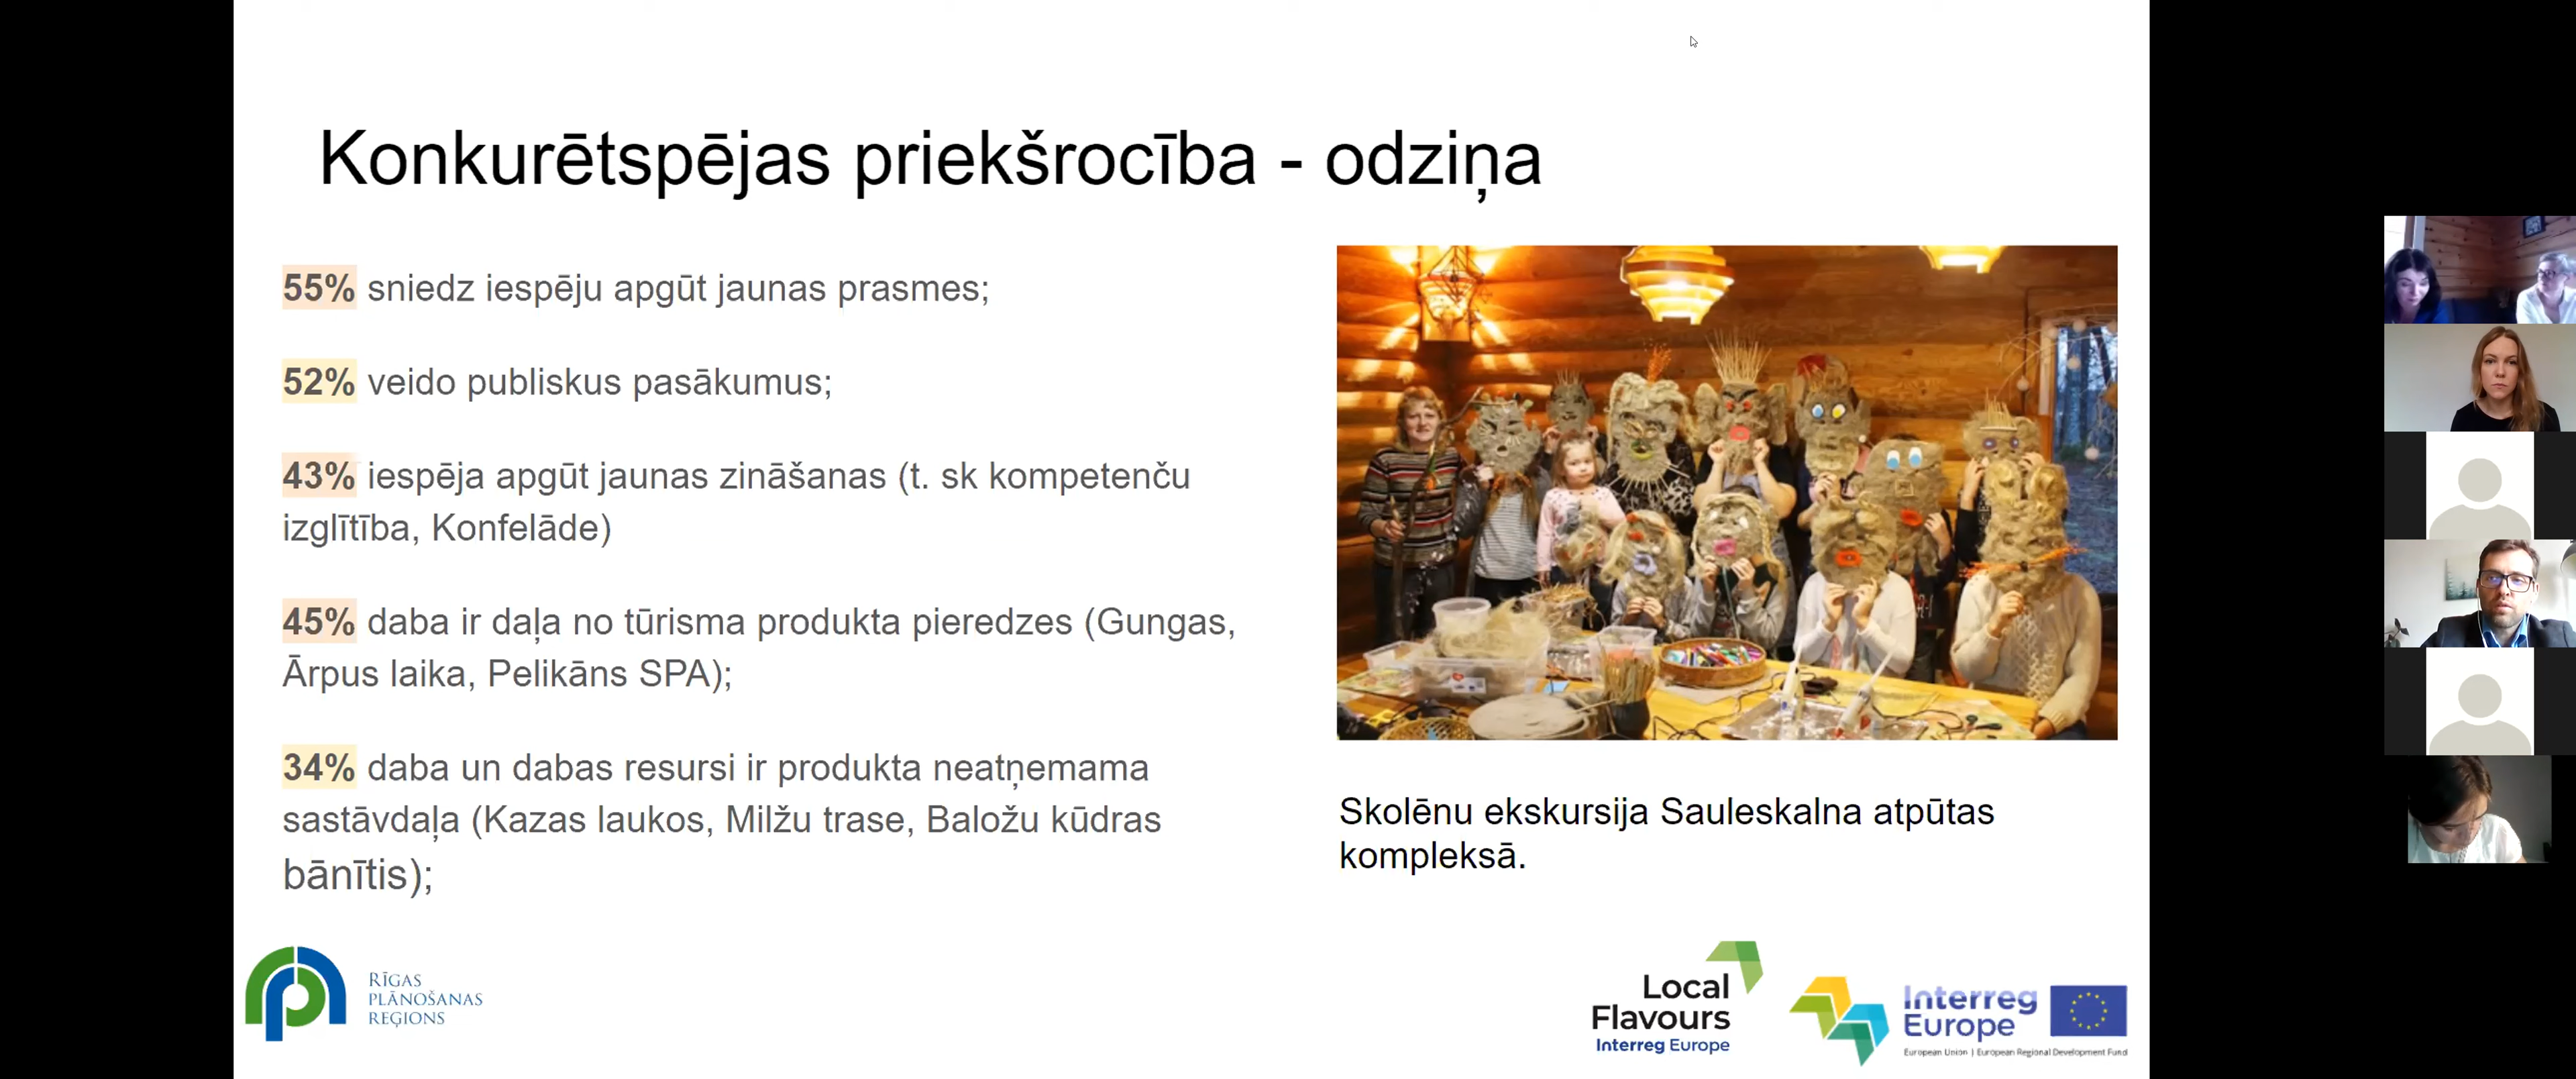 Konkurētspējas priekšrocība - odziņa
55% sniedz iespēju apgūt jaunas prasmes;
52% veido publiskus pasākumus;
43% iespēja apgūt jaunas zināšanas (t. sk kompetenču
izglītība, Konfelāde)
45% daba ir daļa no tūrisma produkta pieredzes (Gungas,
Ārpus laika, Pelikāns SPA);
34% daba un dabas resursi ir produkta neatņemama
sastāvdaļa (Kazas laukos, Milžu trase, Baložu kūdras
bānītis);
Skolēnu ekskursija Sauleskalna atpūtas
kompleksā.
RĪGAS
PLĀNOŠANAS
REĢIONS
Local
Flavours
Interreg Europe
Interreg
Europe
European Union | European Regional Development Fund